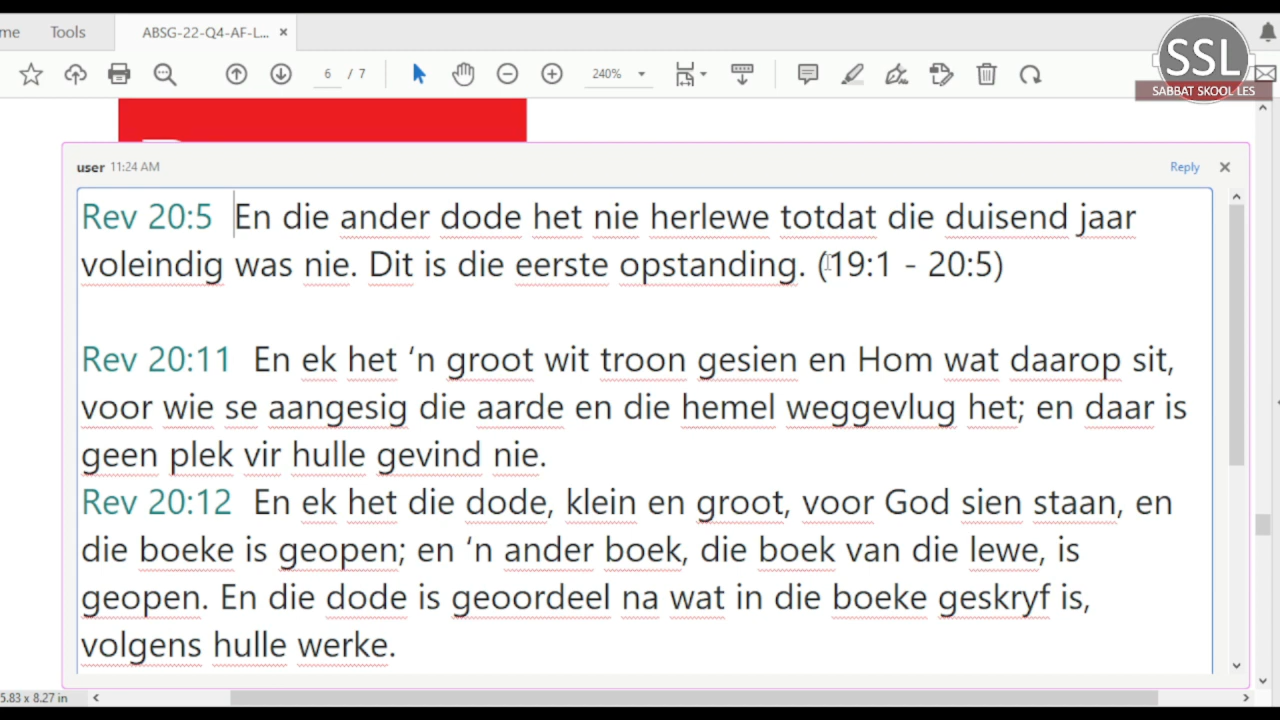 me Tools ABSG-22-Q4-AF-L... ×
SSL
SABBAT SKOOL LES
6 / 7 240%
user 11:24 AM Reply
Rev 20:5 En die ander dode het nie herlewe totdat die duisend jaar
voleindig was nie. Dit is die eerste opstanding. (19:1 - 20:5)
Rev 20:11 En ek het ‘n groot wit troon gesien en Hom wat daarop sit,
voor wie se aangesig die aarde en die hemel weggevlug het; en daar is
geen plek vir hulle gevind nie.
Rev 20:12 En ek het die dode, klein en groot, voor God sien staan, en
die boeke is geopen; en ‘n ander boek, die boek van die lewe, is
geopen. En die dode is geoordeel na wat in die boeke geskryf is,
volgens hulle werke.
5.83 x 8.27 in